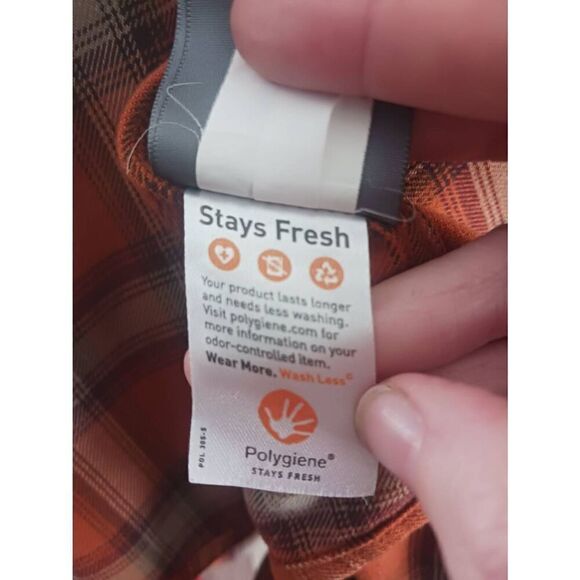 Stays Fresh
Your product lasts longer
and needs less washing.
Visit polygiene.com for
more information on your
odor-controlled item.
Wear More. Wash Less©
Polygiene®
STAYS FRESH
POL 305-S